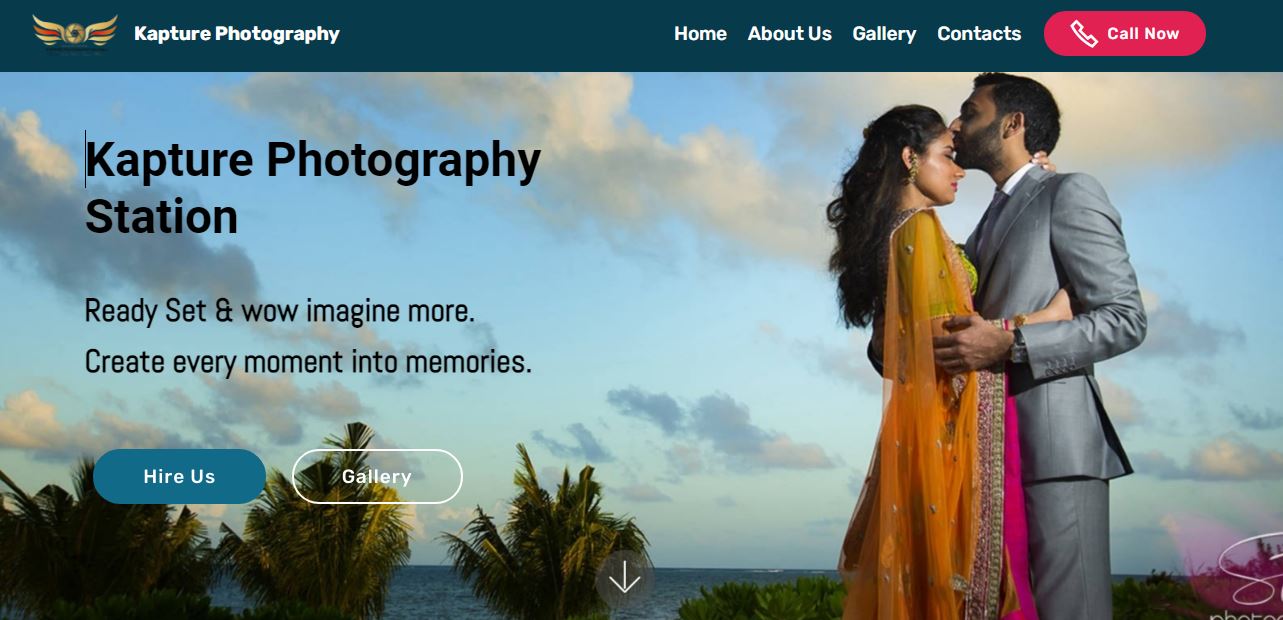 Kapture Photography
Home About Us Gallery Contacts Call Now
Kapture Photography
Station
Ready Set & wow imagine more.
Create every moment into memories.
Hire Us Gallery